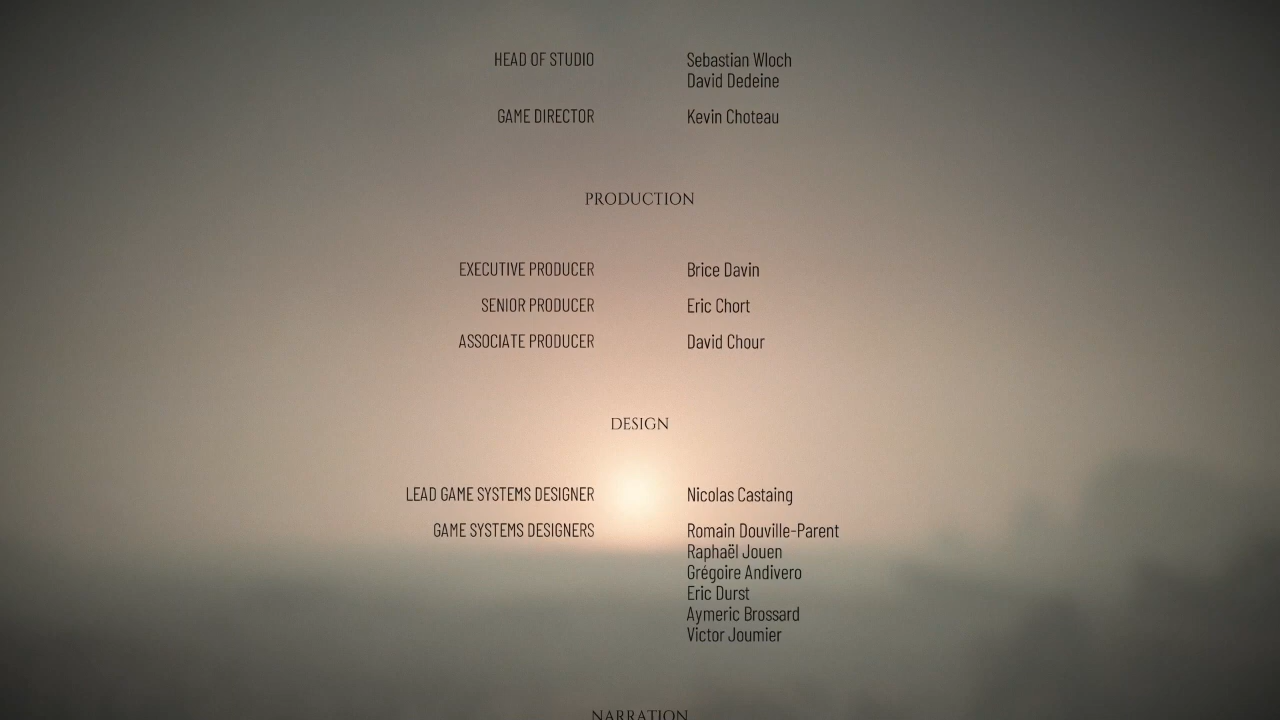 HEAD OF STUDIO Sebastian Wloch
David Dedeine
GAME DIRECTOR Kevin Choteau
PRODUCTION
EXECUTIVE PRODUCER Brice Davin
SENIOR PRODUCER Eric Chort
ASSOCIATE PRODUCER David Chour
DESIGN
LEAD GAME SYSTEMS DESIGNER Nicolas Castaing
GAME SYSTEMS DESIGNERS Romain Douville-Parent
Raphaël Jouen
Grégoire Andivero
Eric Durst
Aymeric Brossard
Victor Joumier
NARRATION